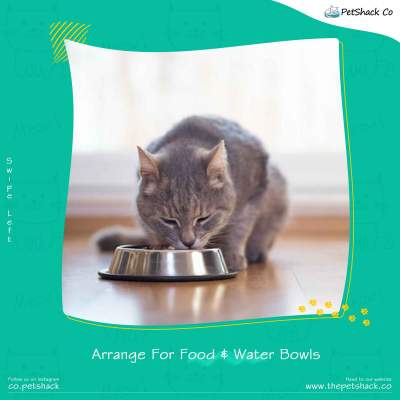 PetShack Co
Swipe Left
Arrange For Food & Water Bowls
Follow us on Instagram
co.petshack
Head to our website
www.thepetshack.co